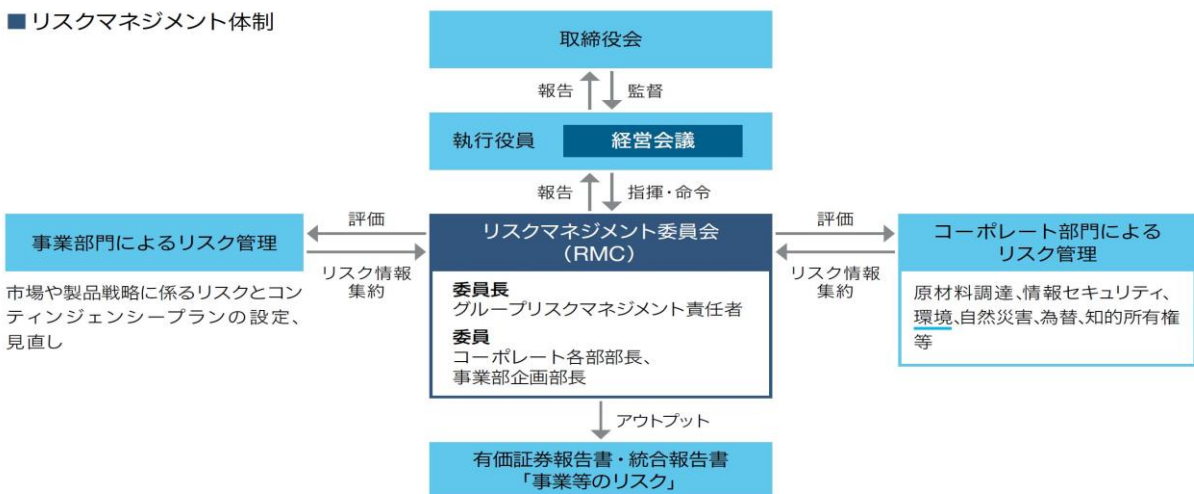 ■リスクマネジメント体制
取締役会
報告
監督
執行役員
経営会議
報告
指揮・命令
事業部門によるリスク管理
評価
リスク情報
集約
市場や製品戦略に係るリスクとコン
ティンジェンシープランの設定、
見直し
リスクマネジメント委員会
（RMC）
委員長
グループリスクマネジメント責任者
委員
コーポレート各部部長、
事業部企画部長
評価
リスク情報
集約
コーポレート部門による
リスク管理
原材料調達、情報セキュリティ、
環境、自然災害、為替、知的所有権
等
アウトプット
有価証券報告書・統合報告書
「事業等のリスク」